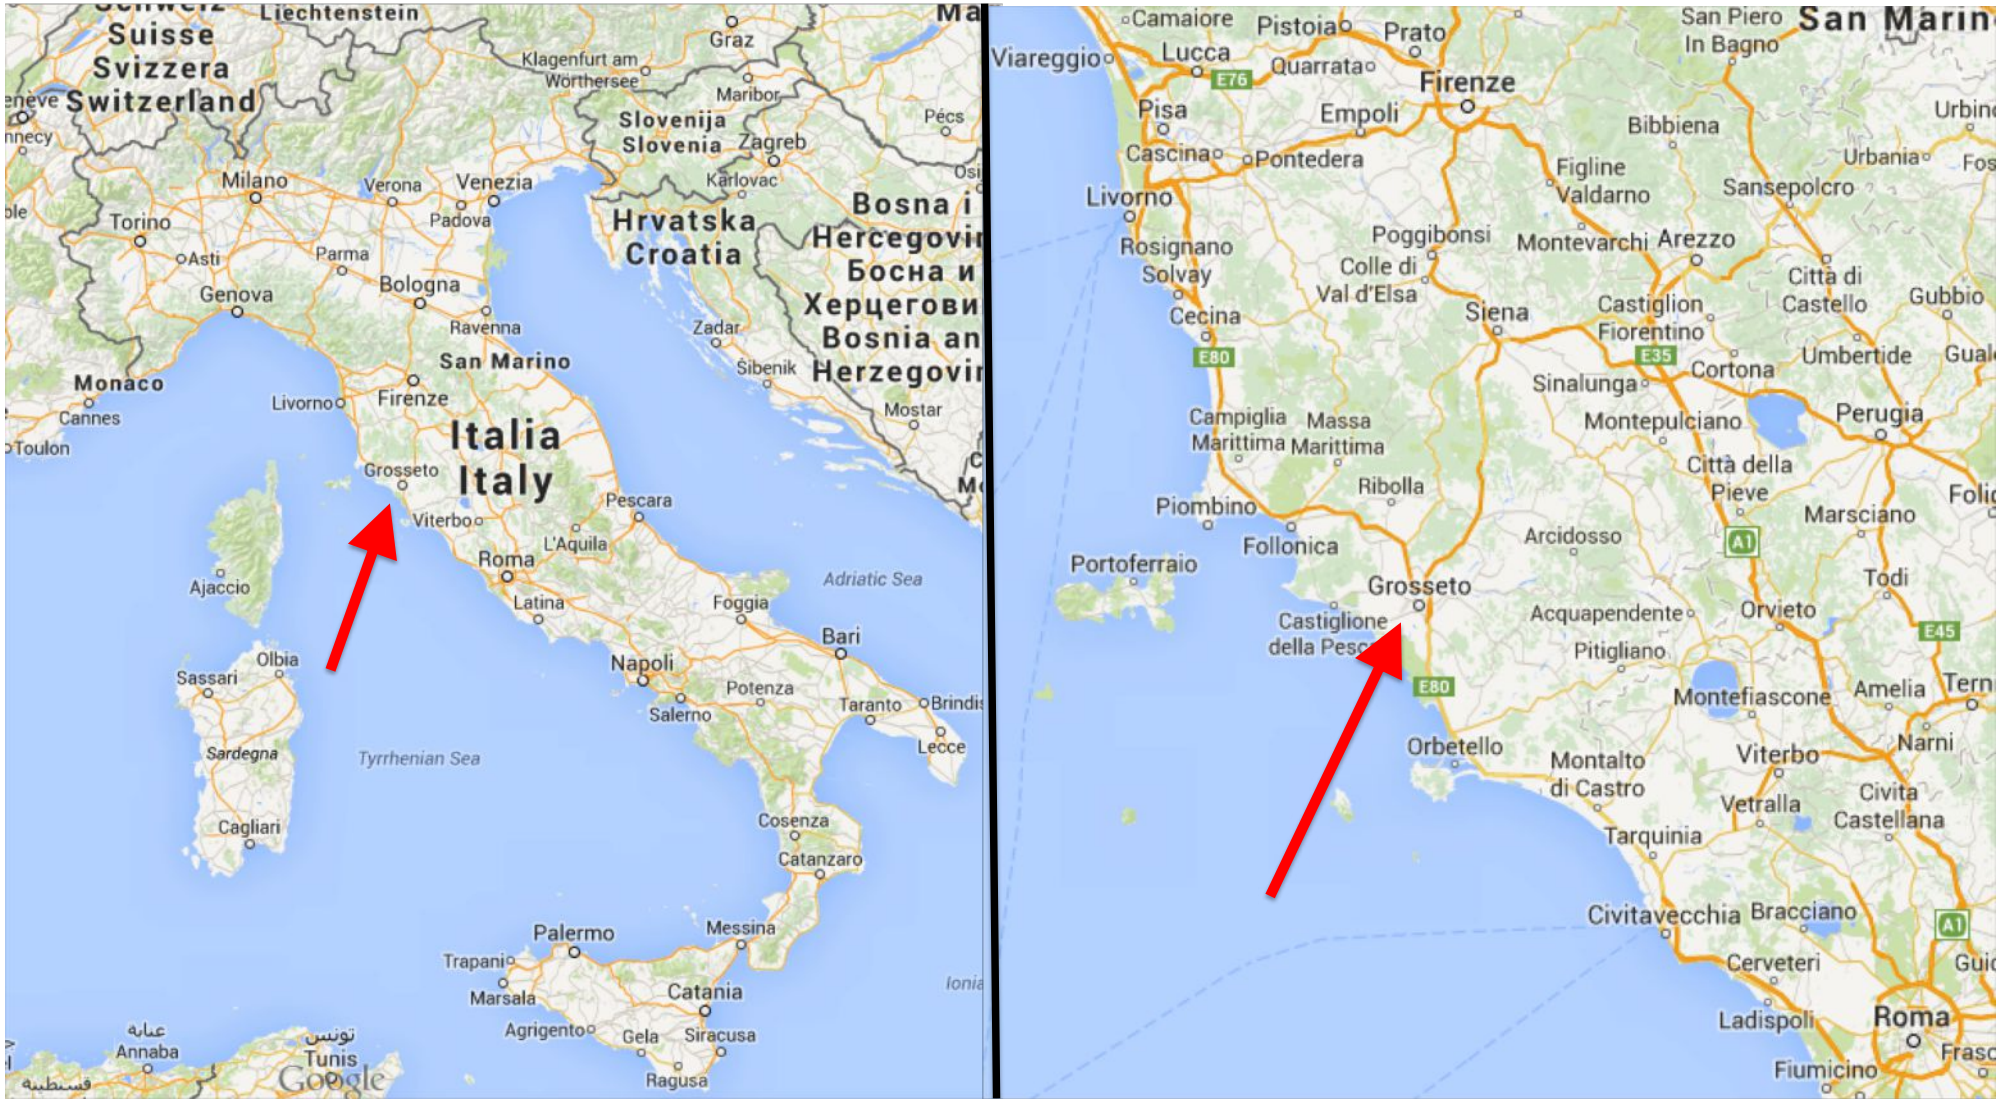 Liechtenstein
Suisse
Svizzera
Switzerland
Graz
Klagenfurt am
Wörthersee
Maribor
Pécs
Slovenija
Slovenia
Zagreb
Karlovac
Milano
Verona
Venezia
Torino
Padova
Hrvatska
Croatia
Bosna i
Asti
Parma
Bologna
Genova
Ravenna
Zadar
Босна и
San Marino
Šibenik
Monaco
Cannes
Toulon
Livorno
Firenze
Mostar
Italia
Italy
Grosseto
Viterbo
Pescara
L'Aquila
Roma
Ajaccio
Latina
Foggia
Adriatic Sea
Bari
Olbia
Sassari
Napoli
Potenza
Salerno
Taranto
Lecce
Sardegna
Tyrrhenian Sea
Cagliari
Cosenza
Catanzaro
Palermo
Messina
Trapani
Marsala
Catania
Agrigento
Gela
Siracusa
Ragusa
عنابة
Annaba
تونس
Tunis
قسنطينة
Google
Camaiore
Pistoia
Prato
San Piero
In Bagno
Viareggio
Lucca
E76
Quarrata
Firenze
Pisa
Empoli
Bibbiena
Cascina
Pontedera
Figline
Valdarno
Urbania
Sansepolcro
Livorno
Rosignano
Solvay
Poggibonsi
Colle di
Val d'Elsa
Montevarchi
Arezzo
Città di
Castello
Gubbio
Cecina
Siena
Castiglion
Fiorentino
E80
E35
Umbertide
Sinalunga
Cortona
Campiglia
Marittima
Massa
Marittima
Montepulciano
Perugia
Città della
Pieve
Ribolla
Piombino
Marsciano
Follonica
Arcidosso
A1
Portoferraio
Grosseto
Todi
Castiglione
della Pesc
Acquapendente
Orvieto
E45
Pitigliano
E80
Montefiascone
Amelia
Orbetello
Montalto
di Castro
Viterbo
Narni
Vetralla
Civita
Castellana
Tarquinia
Civitavecchia
Bracciano
A1
Cerveteri
Ladispoli
Roma
Fiumicino